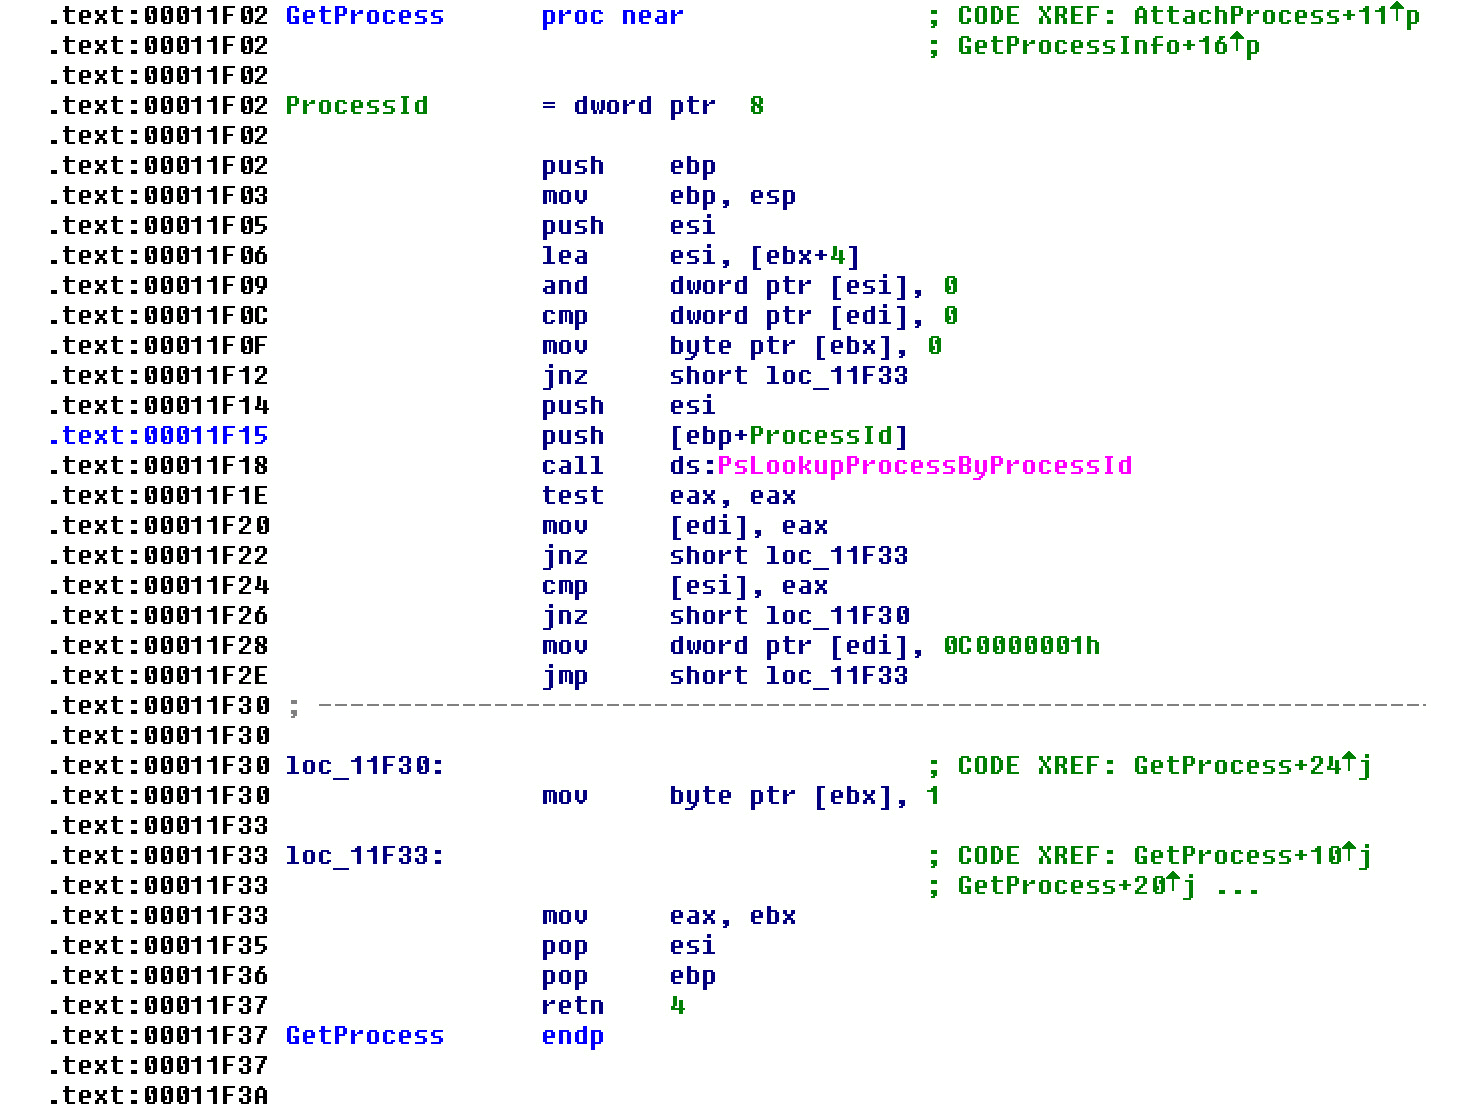 .text:00011F02 GetProcess      proc near               ; CODE XREF: AttachProcess+11↑p
.text:00011F02                                         ; GetProcessInfo+16↑p
.text:00011F02
.text:00011F02 ProcessId       = dword ptr  8
.text:00011F02
.text:00011F02                 push    ebp
.text:00011F03                 mov     ebp, esp
.text:00011F05                 push    esi
.text:00011F06                 lea     esi, [ebx+4]
.text:00011F09                 and     dword ptr [esi], 0
.text:00011F0C                 cmp     dword ptr [edi], 0
.text:00011F0F                 mov     byte ptr [ebx], 0
.text:00011F12                 jnz     short loc_11F33
.text:00011F14                 push    esi
.text:00011F15                 push    [ebp+ProcessId]
.text:00011F18                 call    ds:PsLookupProcessByProcessId
.text:00011F1E                 test    eax, eax
.text:00011F20                 mov     [edi], eax
.text:00011F22                 jnz     short loc_11F33
.text:00011F24                 cmp     [esi], eax
.text:00011F26                 jnz     short loc_11F30
.text:00011F28                 mov     dword ptr [edi], 0C0000001h
.text:00011F2E                 jmp     short loc_11F33
.text:00011F30 ; ----------------------------------------------------------------------
.text:00011F30
.text:00011F30 loc_11F30:                              ; CODE XREF: GetProcess+24↑j
.text:00011F30                 mov     byte ptr [ebx], 1
.text:00011F33
.text:00011F33 loc_11F33:                              ; CODE XREF: GetProcess+10↑j
.text:00011F33                                         ; GetProcess+20↑j ...
.text:00011F33                 mov     eax, ebx
.text:00011F35                 pop     esi
.text:00011F36                 pop     ebp
.text:00011F37                 retn    4
.text:00011F37 GetProcess      endp
.text:00011F37
.text:00011F3A